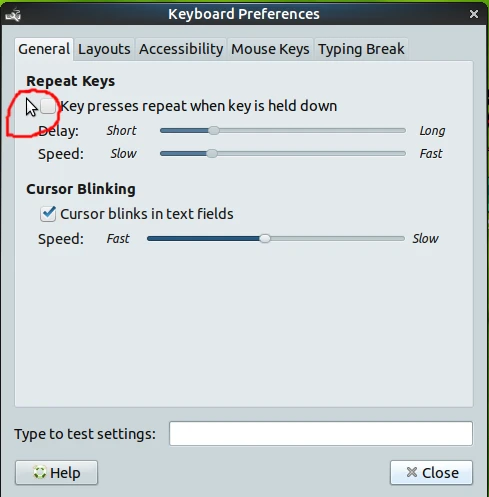 Keyboard Preferences
General Layouts Accessibility Mouse Keys Typing Break
Repeat Keys
Key presses repeat when key is held down
Delay: Short Long
Speed: Slow Fast
Cursor Blinking
Cursor blinks in text fields
Speed: Fast Slow
Type to test settings:
Help Close